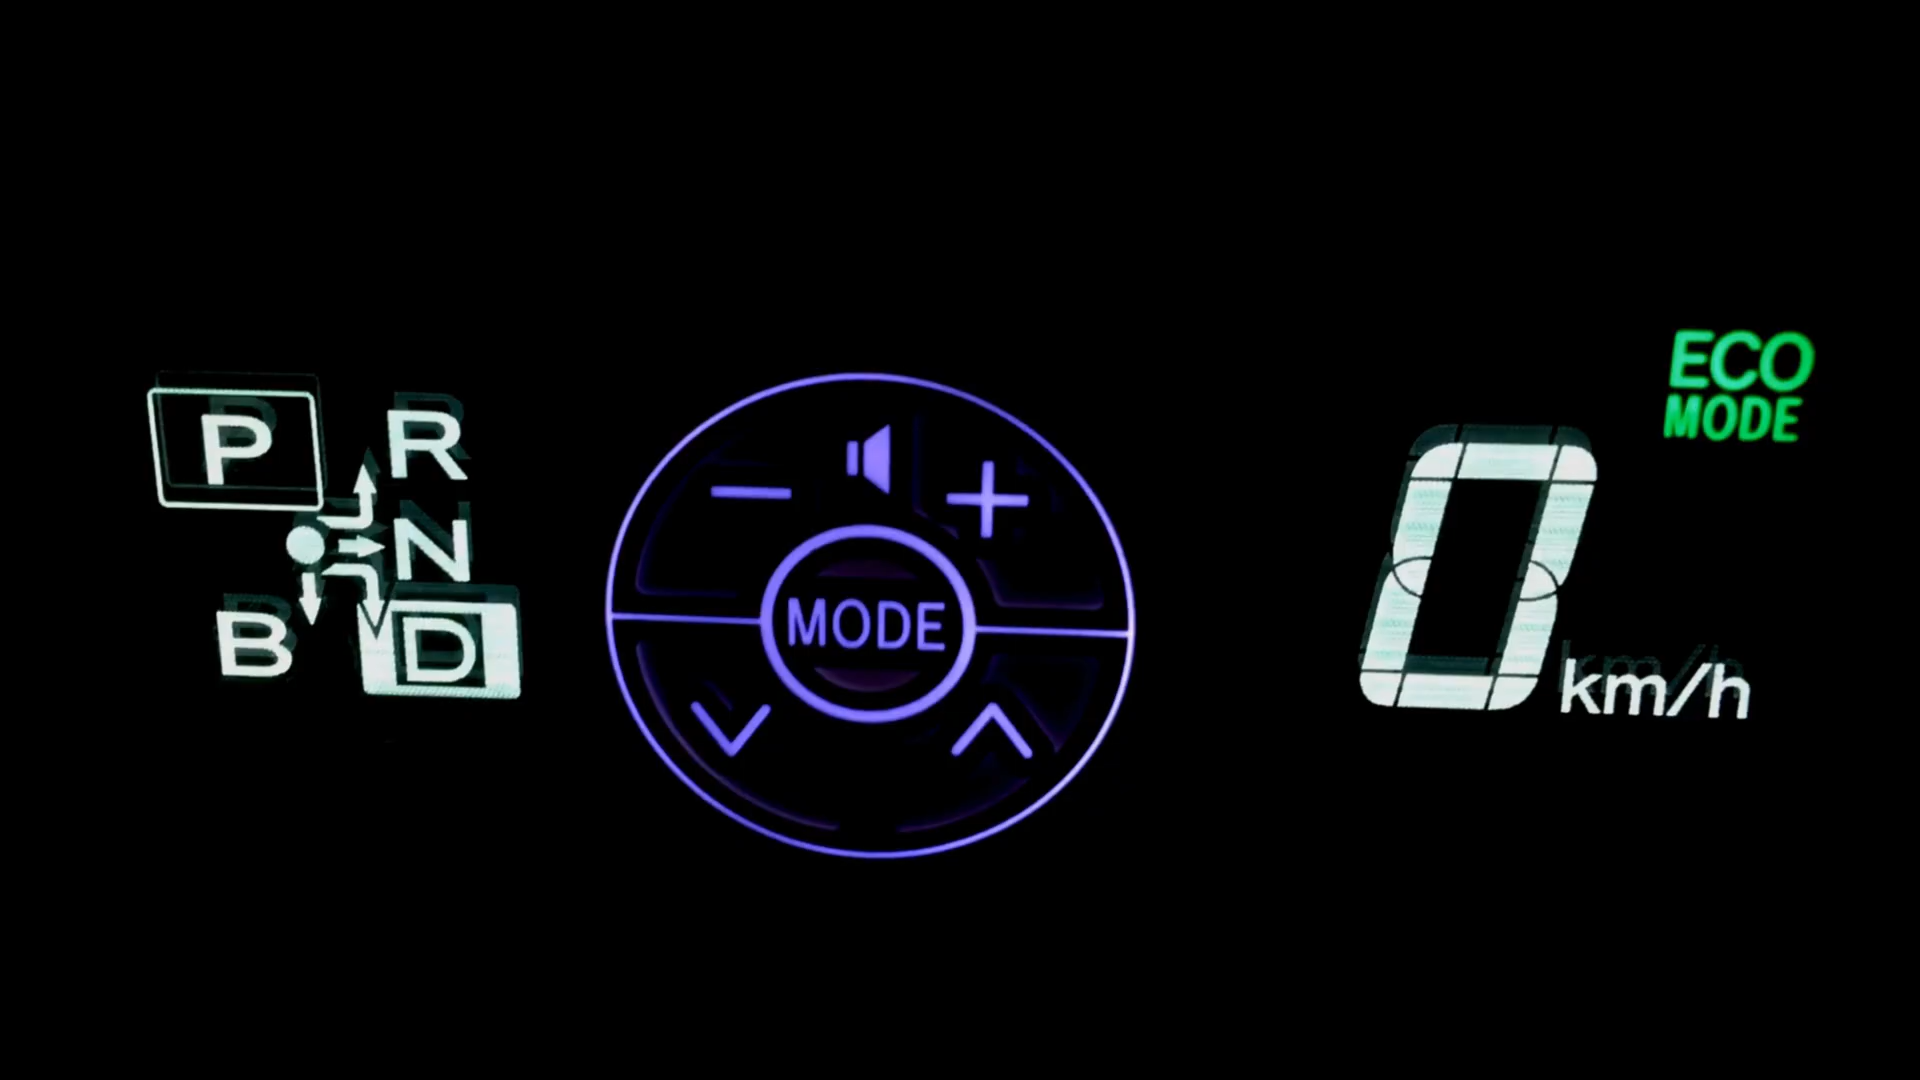 P R
N
B D
− +
MODE
ECO
MODE
0 km/h